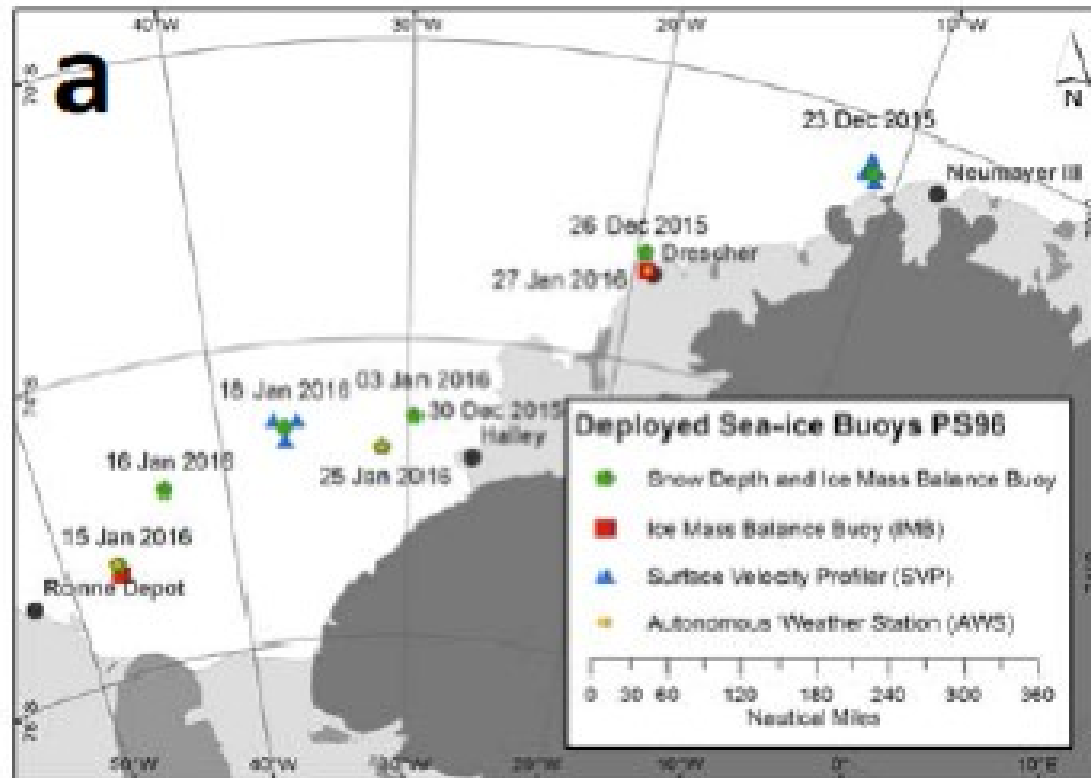 40°W
30°W
20°W
10°W
a
N
23 Dec 2015
Neumayer III
26 Dec 2015
Drescher
27 Jan 2016
03 Jan 2016
30 Dec 2015
Halley
16 Jan 2016
25 Jan 2016
15 Jan 2016
Ronne Depot
Deployed Sea-ice Buoys PS96
Snow Depth and Ice Mass Balance Buoy
Ice Mass Balance Buoy (IMB)
Surface Velocity Profiler (SVP)
Autonomous Weather Station (AWS)
0 30 60 120 180 240 300 360
Nautical Miles
50°W
40°W
30°W
20°W
10°W
0°
10°E